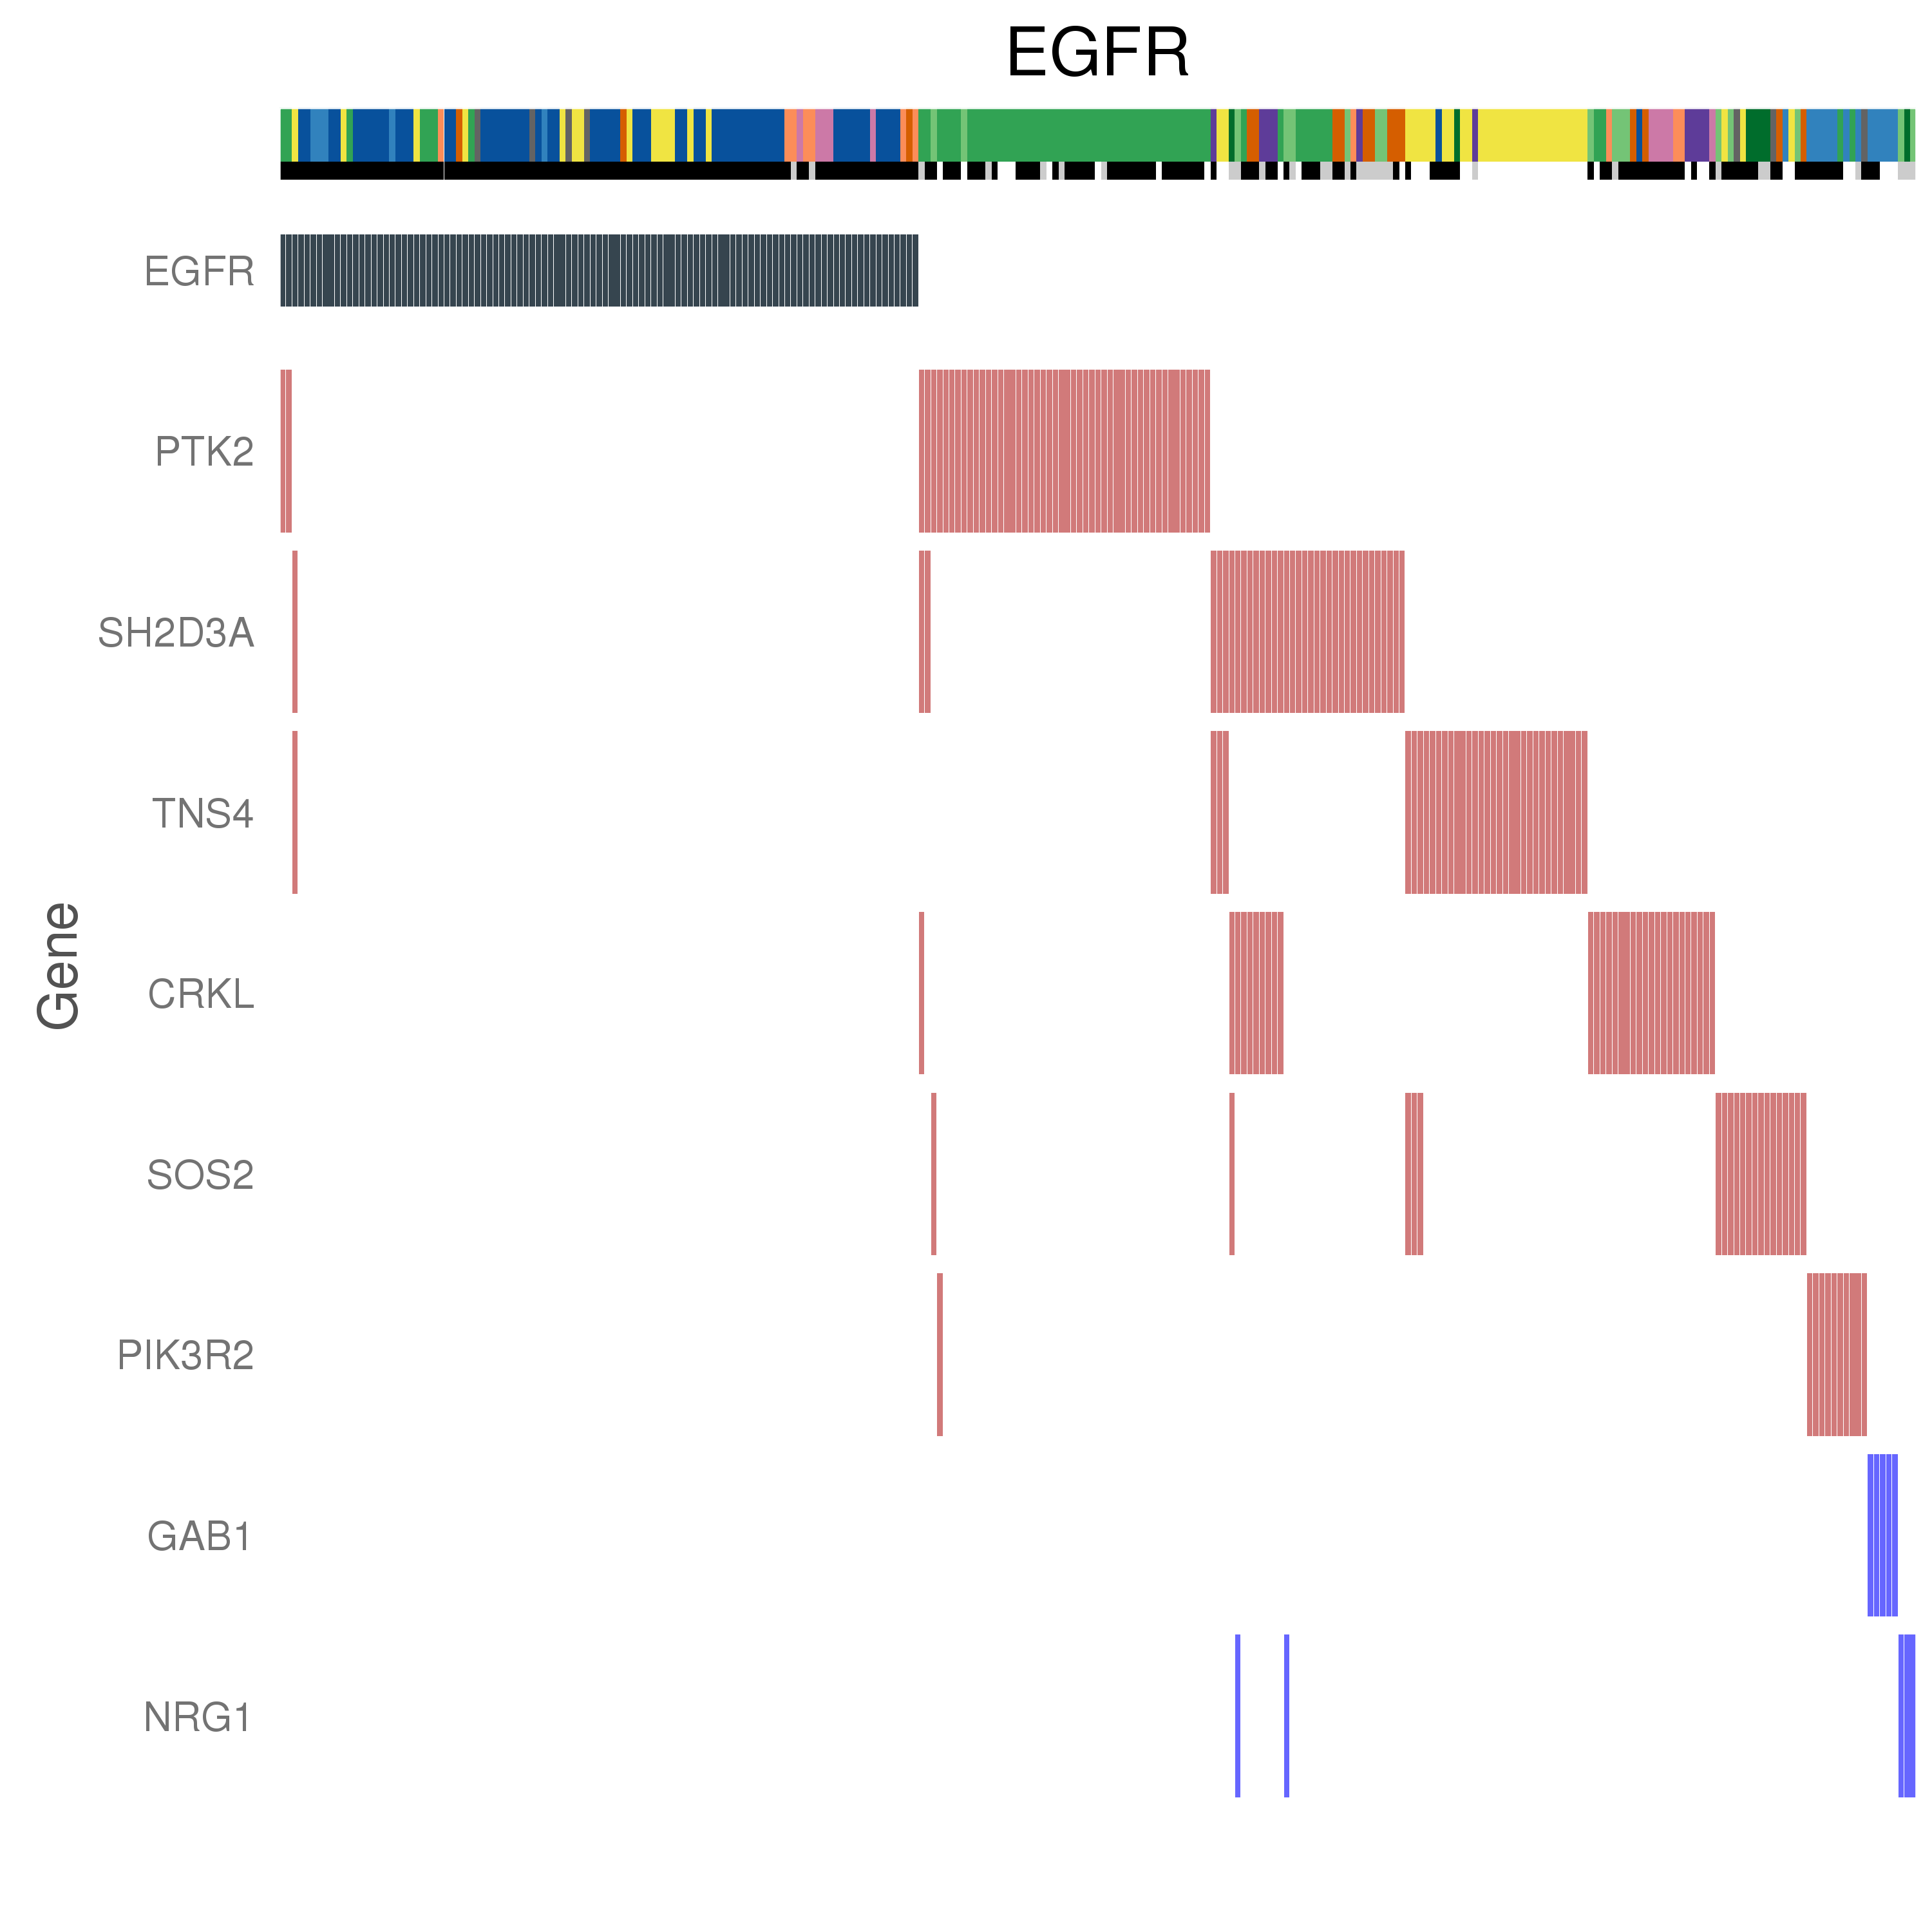 EGFR
EGFR
PTK2
SH2D3A
TNS4
Gene
CRKL
SOS2
PIK3R2
GAB1
NRG1